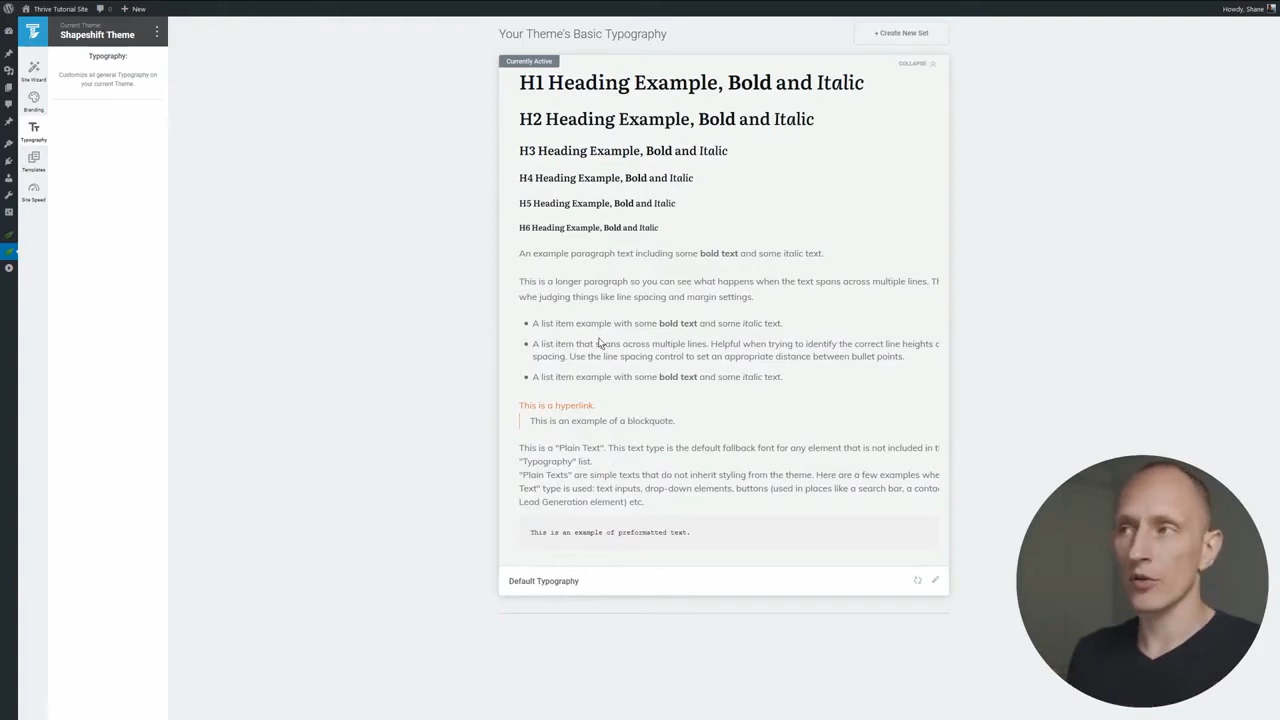 Thrive Tutorial Site
0
New
Howdy, Shane
Current Theme:
Shapeshift Theme
Typography:
Customize all general Typography on
your current Theme.
Site Wizard
Branding
Typography
Templates
Site Speed
Your Theme's Basic Typography
+ Create New Set
Currently Active
COLLAPSE
H1 Heading Example, Bold and Italic
H2 Heading Example, Bold and Italic
H3 Heading Example, Bold and Italic
H4 Heading Example, Bold and Italic
H5 Heading Example, Bold and Italic
H6 Heading Example, Bold and Italic
An example paragraph text including some bold text and some italic text.
This is a longer paragraph so you can see what happens when the text spans across multiple lines. Th
whe judging things like line spacing and margin settings.
A list item example with some bold text and some italic text.
A list item that spans across multiple lines. Helpful when trying to identify the correct line heights
spacing. Use the line spacing control to set an appropriate distance between bullet points.
A list item example with some bold text and some italic text.
This is a hyperlink.
This is an example of a blockquote.
This is a "Plain Text". This text type is the default fallback font for any element that is not included in
"Typography" list.
"Plain Texts" are simple texts that do not inherit styling from the theme. Here are a few examples
Text" type is used: text inputs, drop-down elements, buttons (used in places like a search bar, a
Lead Generation element) etc.
This is an example of preformatted text.
Default Typography